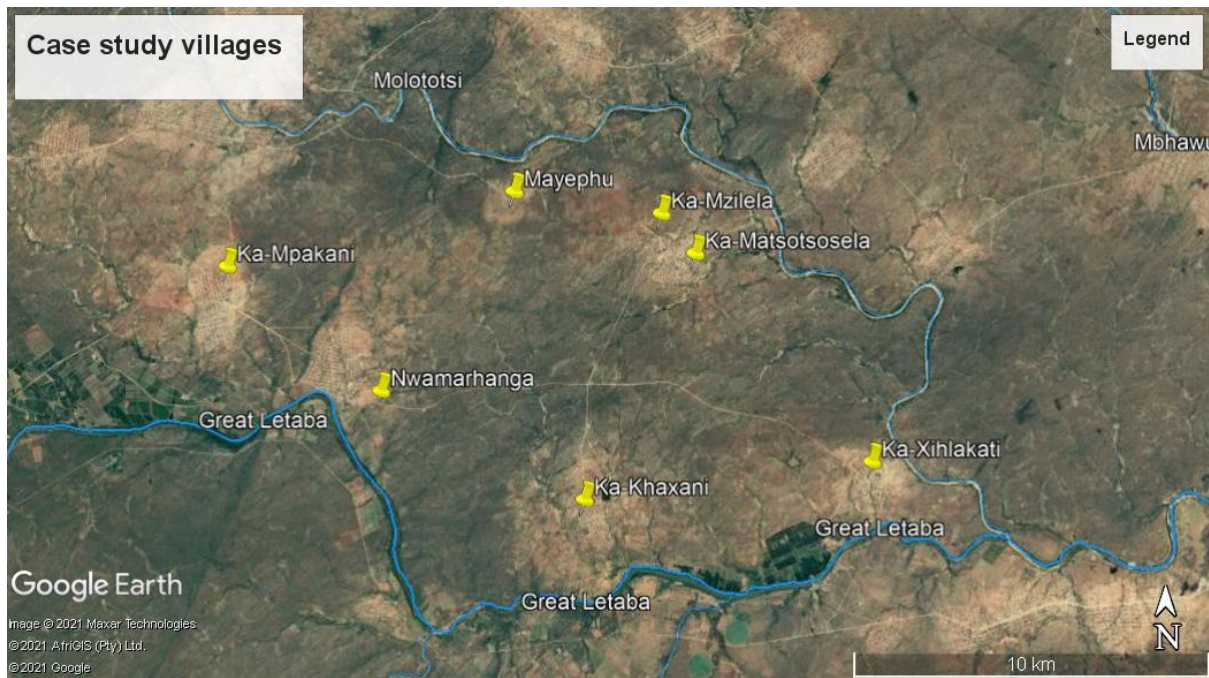 Case study villages
Legend
Molototsi
Mayephu
Ka-Mzilela
Ka-Matsotsosela
Ka-Mpakani
Nwamarhanga
Great Letaba
Ka-Xihlakati
Ka-Khaxani
Great Letaba
Great Letaba
Google Earth
Image © 2021 Maxar Technologies
©2021 AfriGIS (Pty) Ltd.
©2021 Google
N
10 km